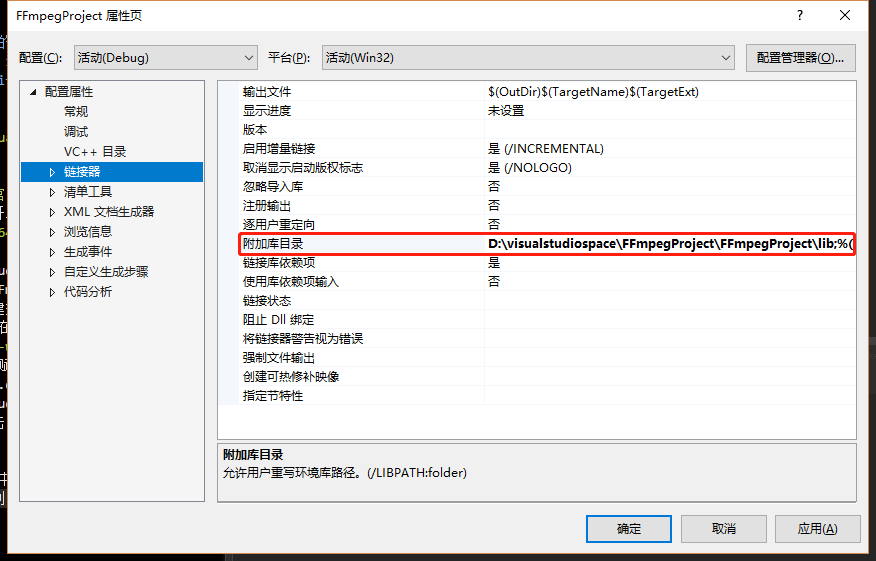 FFmpegProject 属性页
?
配置(C): 活动(Debug) 平台(P): 活动(Win32) 配置管理器(O)...
配置属性
常规
调试
VC++ 目录
链接器
清单工具
XML 文档生成器
浏览信息
生成事件
自定义生成步骤
代码分析
输出文件 $(OutDir)$(TargetName)$(TargetExt)
显示进度 未设置
版本
启用增量链接 是 (/INCREMENTAL)
取消显示启动版权标志 是 (/NOLOGO)
忽略导入库 否
注册输出 否
逐用户重定向 否
附加库目录 D:\visualstudiospace\FFmpegProject\FFmpegProject\lib;%(
链接库依赖项 是
使用库依赖项输入 否
链接状态
阻止 Dll 绑定
将链接器警告视为错误
强制文件输出
创建可热修补映像
指定节特性
附加库目录
允许用户重写环境库路径。(/LIBPATH:folder)
确定 取消 应用(A)